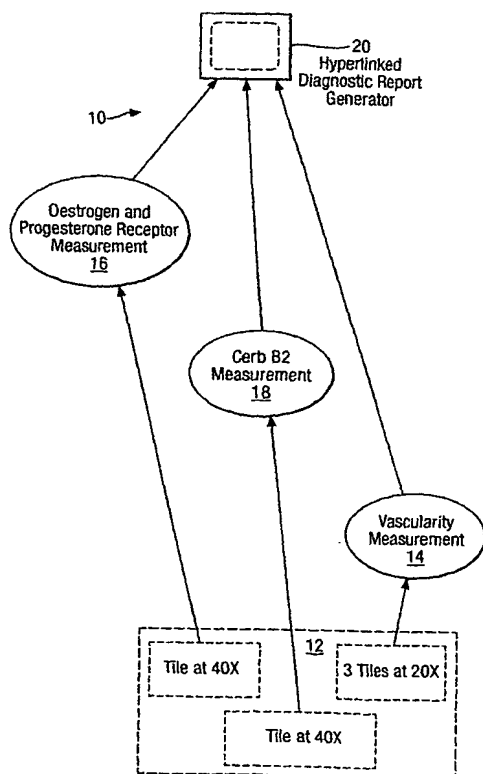 20
Hyperlinked
Diagnostic Report
Generator
10
Oestrogen and
Progesterone Receptor
Measurement
16
Cerb B2
Measurement
18
Vascularity
Measurement
14
12
Tile at 40X
3 Tiles at 20X
Tile at 40X